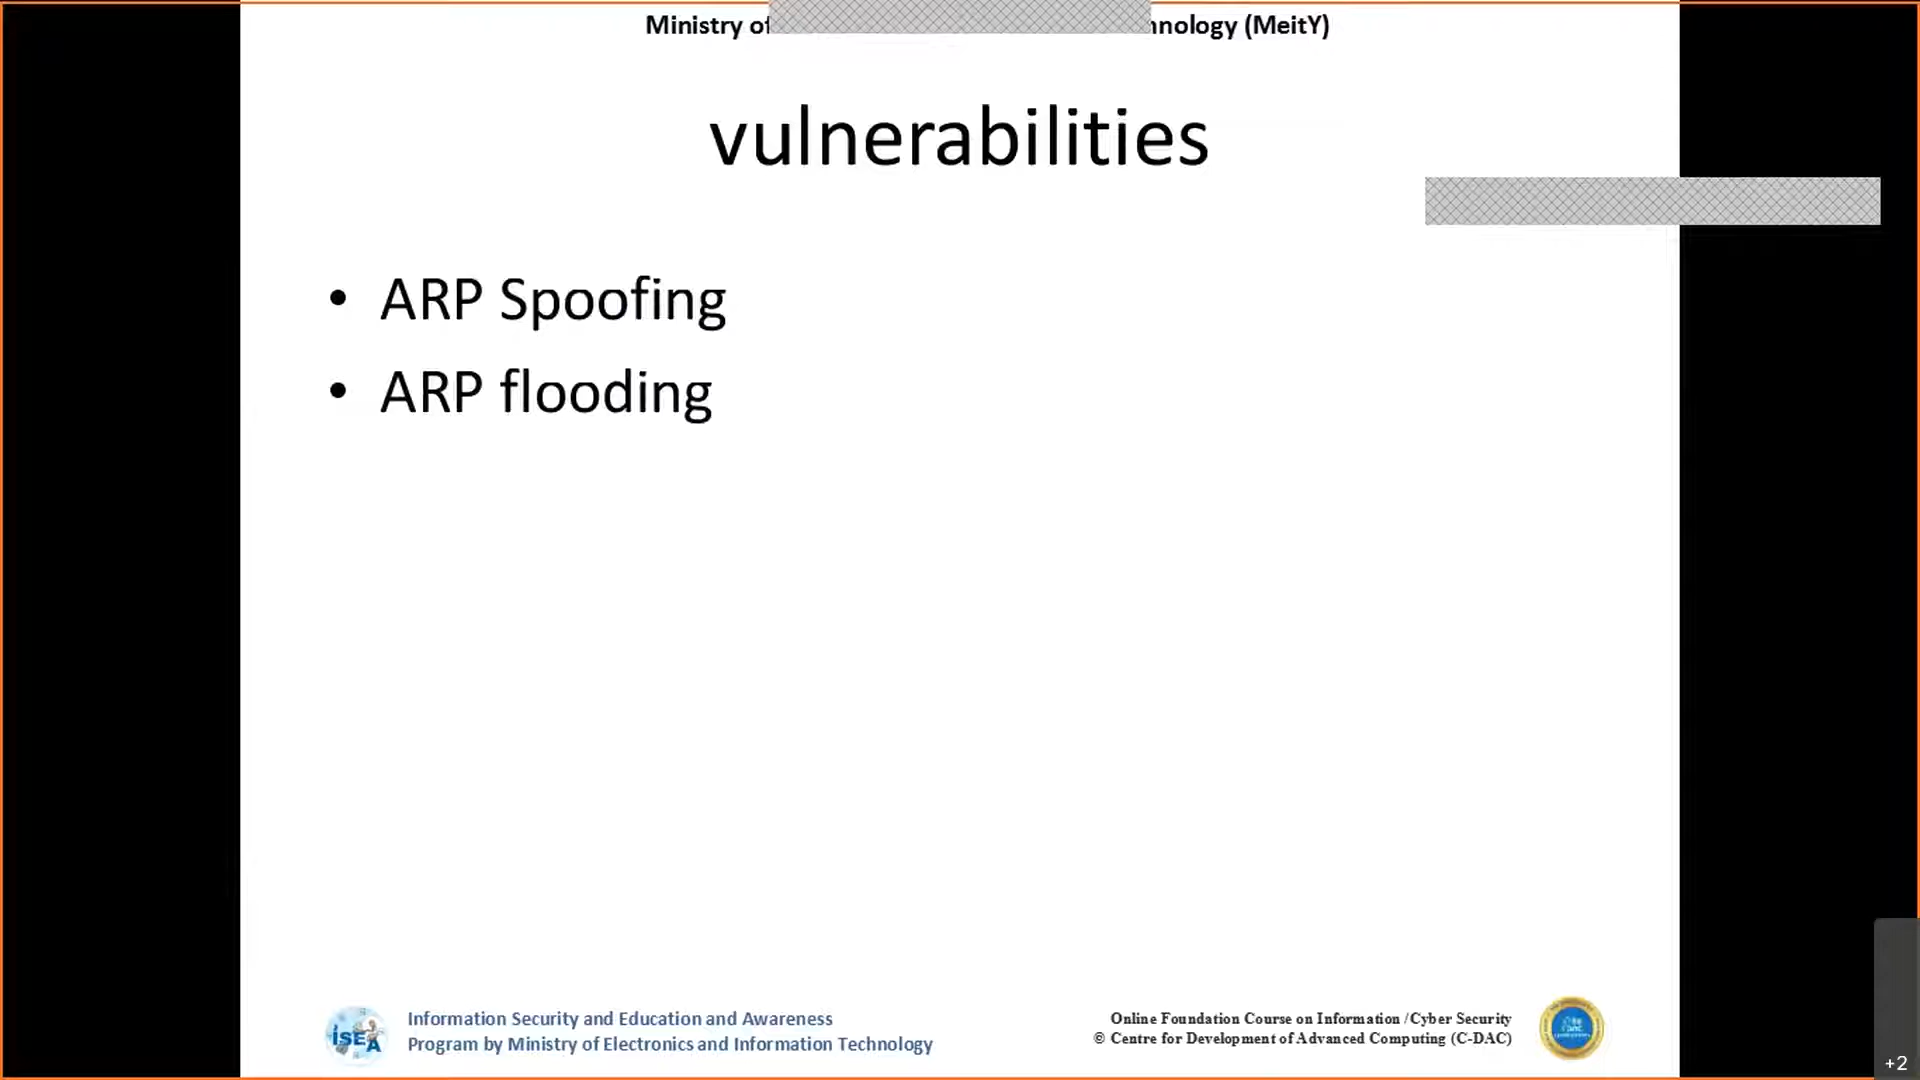 Ministry of nology (MeitY)
vulnerabilities
• ARP Spoofing
• ARP flooding
ISEA
Information Security and Education and Awareness
Program by Ministry of Electronics and Information Technology
Online Foundation Course on Information /Cyber Security
© Centre for Development of Advanced Computing (C-DAC)
+2